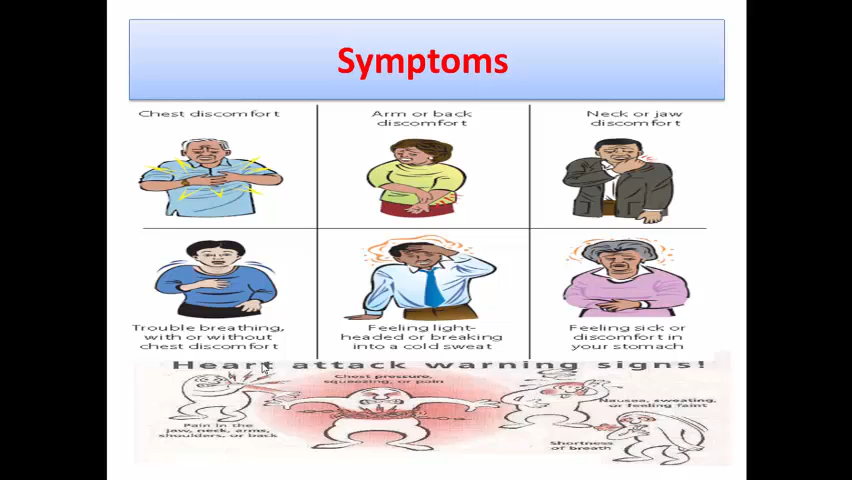 Symptoms
Chest discomfort
Arm or back
discomfort
Neck or jaw
discomfort
Trouble breathing,
with or without
chest discomfort
Feeling light-
headed or breaking
into a cold sweat
Feeling sick or
discomfort in
your stomach
Heart attack warning signs!
Chest pressure,
squeezing, or pain
Nausea, sweating,
or feeling faint
Pain in the
jaw, neck, arms,
shoulders, or back
Shortness
of breath